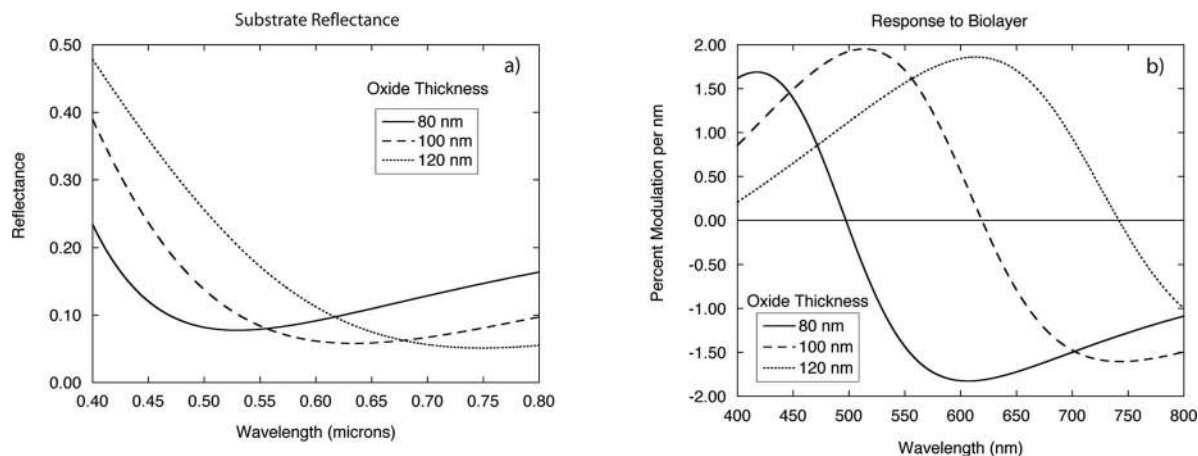 Substrate Reflectance
a)
Oxide Thickness
80 nm
100 nm
120 nm
0.50
0.40
0.30
0.20
0.10
0.00
Reflectance
0.40 0.45 0.50 0.55 0.60 0.65 0.70 0.75 0.80
Wavelength (microns)
Response to Biolayer
b)
2.00
1.50
1.00
0.50
0.00
-0.50
-1.00
-1.50
-2.00
Percent Modulation per nm
Oxide Thickness
80 nm
100 nm
120 nm
400 450 500 550 600 650 700 750 800
Wavelength (nm)